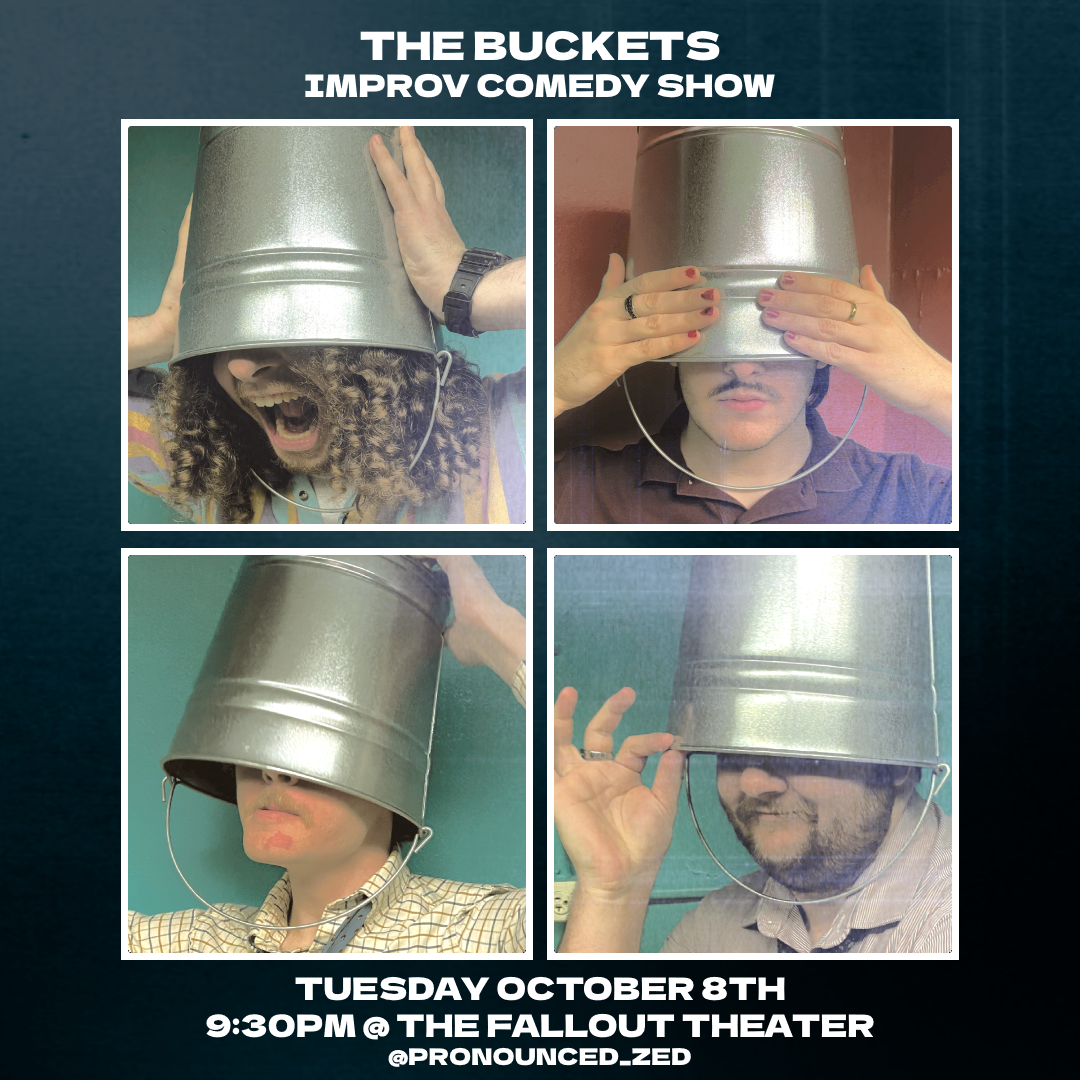 THE BUCKETS
IMPROV COMEDY SHOW
TUESDAY OCTOBER 8TH
9:30PM @ THE FALLOUT THEATER
@PRONOUNCED_ZED